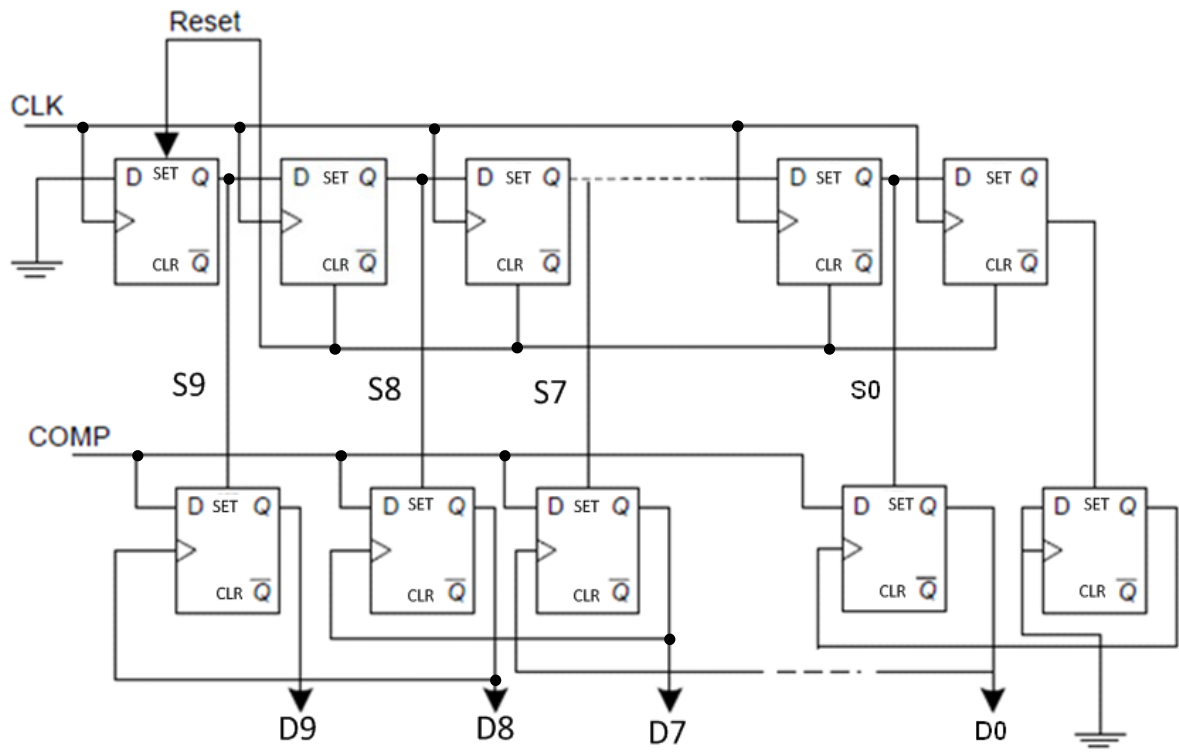 Reset
CLK
D SET Q D SET Q D SET Q D SET Q D SET Q
CLR Q̅ CLR Q̅ CLR Q̅ CLR Q̅ CLR Q̅
S9 S8 S7 S0
COMP
D SET Q D SET Q D SET Q D SET Q D SET Q
CLR Q̅ CLR Q̅ CLR Q̅ CLR Q̅ CLR Q̅
D9 D8 D7 D0